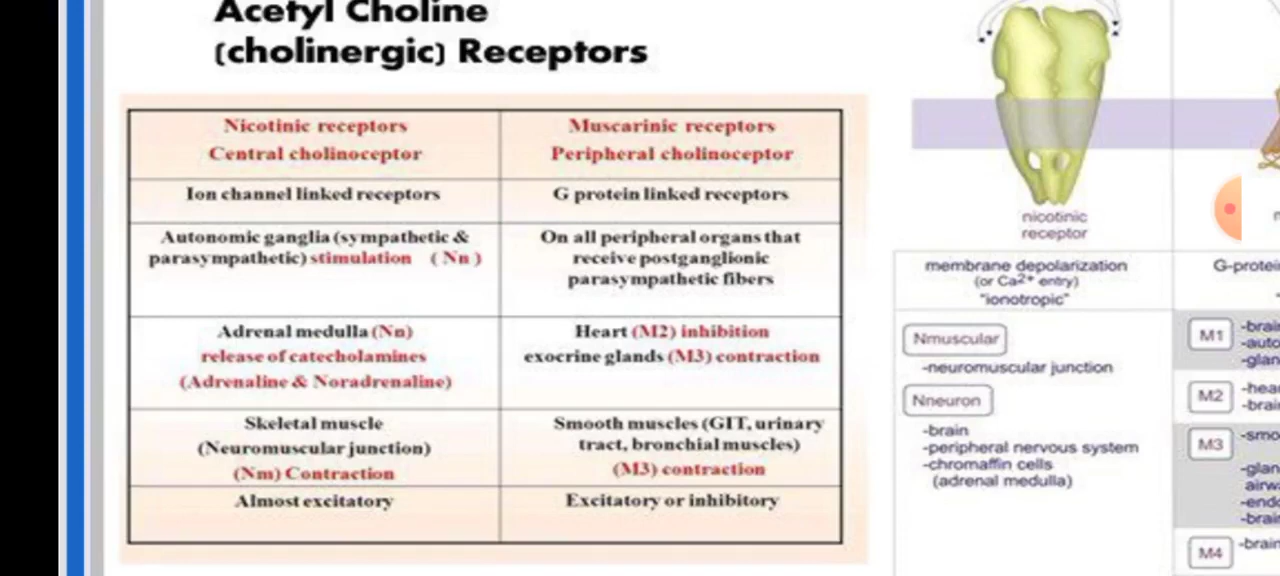 Acetyl Choline
(cholinergic) Receptors
Nicotinic receptors
Central cholinoceptor
Muscarinic receptors
Peripheral cholinoceptor
Ion channel linked receptors
G protein linked receptors
Autonomic ganglia (sympathetic &
parasympathetic) stimulation ( Nn )
On all peripheral organs that
receive postganglionic
parasympathetic fibers
Adrenal medulla (Nn)
release of catecholamines
(Adrenaline & Noradrenaline)
Heart (M2) inhibition
exocrine glands (M3) contraction
Skeletal muscle
(Neuromuscular junction)
(Nm) Contraction
Smooth muscles (GIT, urinary
tract, bronchial muscles)
(M3) contraction
Almost excitatory
Excitatory or inhibitory
nicotinic
receptor
membrane depolarization
(or Ca2+ entry)
"ionotropic"
Nmuscular
-neuromuscular junction
Nneuron
-brain
-peripheral nervous system
-chromaffin cells
(adrenal medulla)
M1
M2
M3
M4